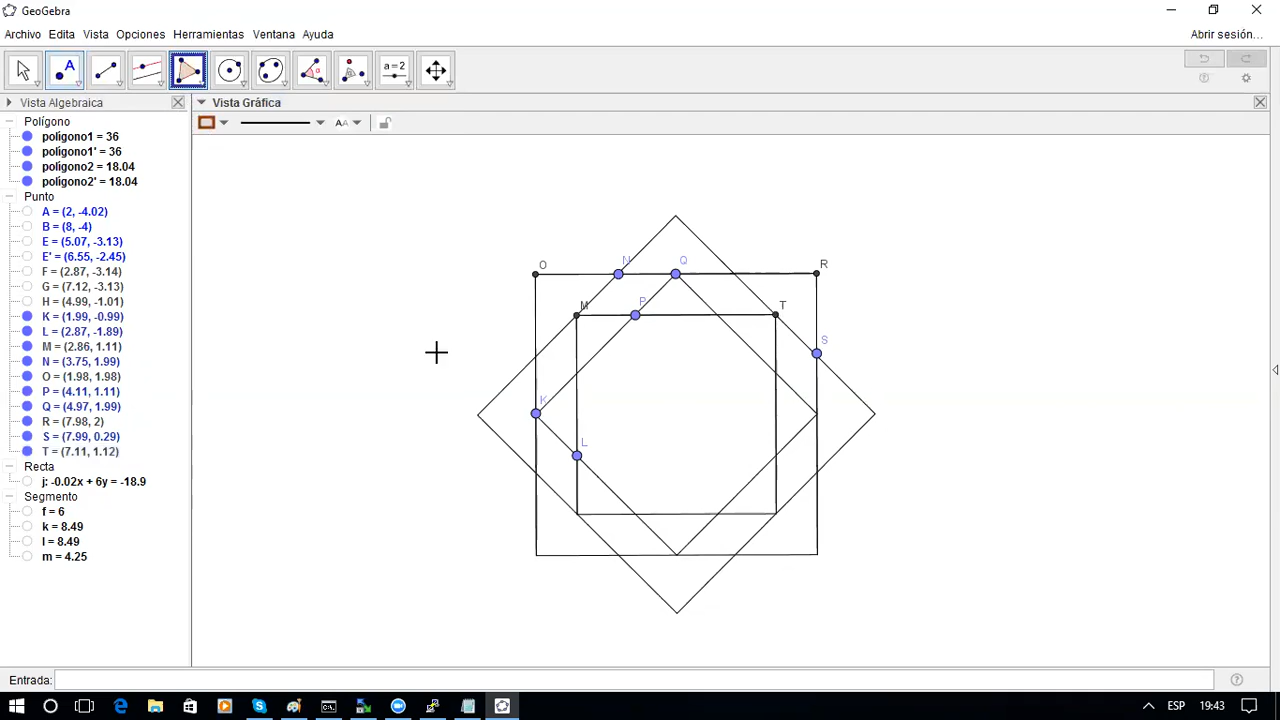 GeoGebra
Archivo Edita Vista Opciones Herramientas Ventana Ayuda
Abrir sesión...
A
α
a = 2
Vista Algebraica
Vista Gráfica
AA
Polígono
polígono1 = 36
polígono1' = 36
polígono2 = 18.04
polígono2' = 18.04
Punto
A = (2, -4.02)
B = (8, -4)
E = (5.07, -3.13)
E' = (6.55, -2.45)
F = (2.87, -3.14)
G = (7.12, -3.13)
H = (4.99, -1.01)
K = (1.99, -0.99)
L = (2.87, -1.89)
M = (2.86, 1.11)
N = (3.75, 1.99)
O = (1.98, 1.98)
P = (4.11, 1.11)
Q = (4.97, 1.99)
R = (7.98, 2)
S = (7.99, 0.29)
T = (7.11, 1.12)
Recta
j: -0.02x + 6y = -18.9
Segmento
f = 6
k = 8.49
l = 8.49
m = 4.25
O N Q R
M P T
S
K
L
Entrada:
ESP 19:43